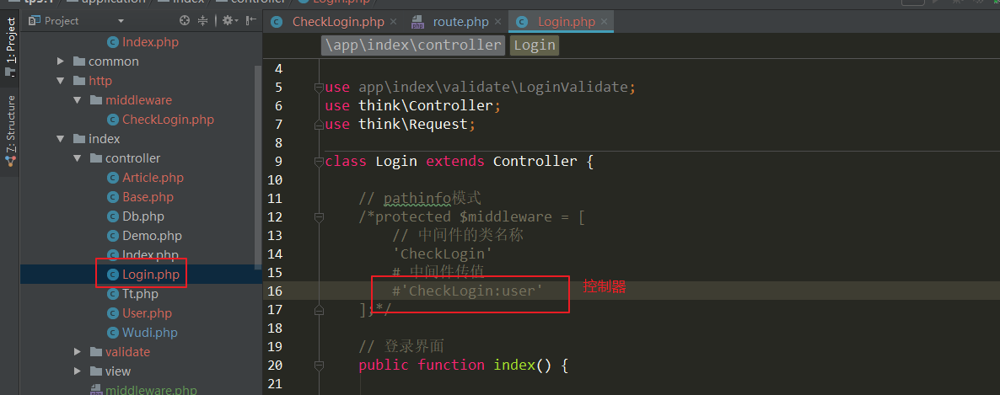 tp5.1 application index controller Login.php
Project
CheckLogin.php × route.php × Login.php ×
1: Project
7: Structure
Index.php
common
http
middleware
CheckLogin.php
index
controller
Article.php
Base.php
Db.php
Demo.php
Index.php
Login.php
Tt.php
User.php
Wudi.php
validate
view
middleware.php
\app\index\controller Login
4
5 use app\index\validate\LoginValidate;
6 use think\Controller;
7 use think\Request;
8
9 class Login extends Controller {
10
11 // pathinfo模式
12 /*protected $middleware = [
13 // 中间件的类名称
14 'CheckLogin'
15 # 中间件传值
16 #'CheckLogin:user'
控制器
17 ];*/
18
19 // 登录界面
20 public function index() {
21